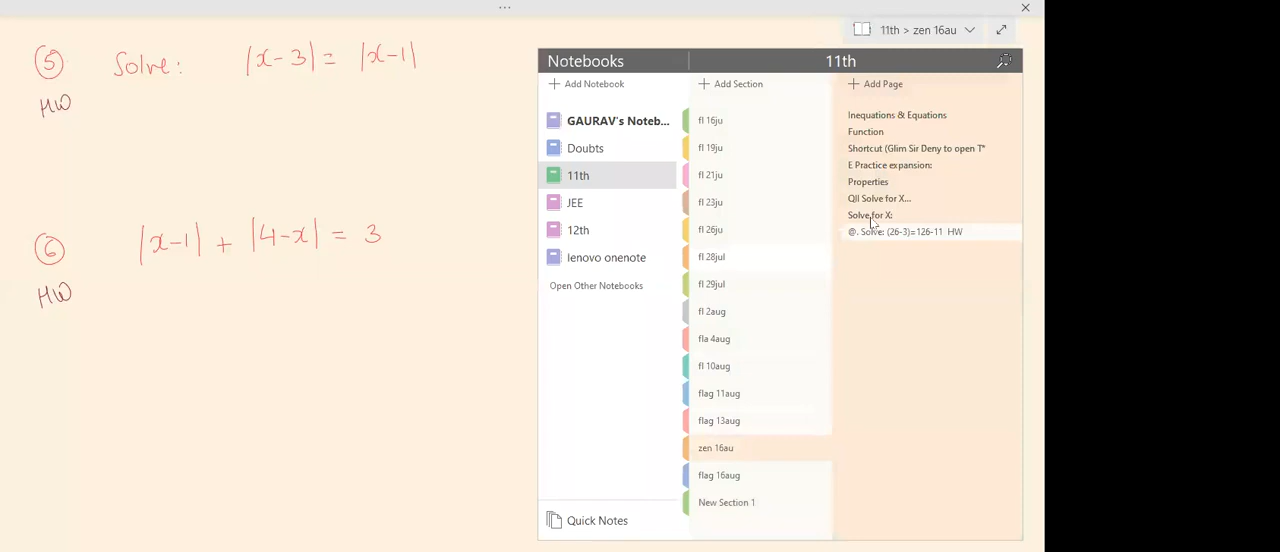 11th > zen 16au
5 Solve: |x-3| = |x-1|
HW
6 |x-1| + |4-x| = 3
HW
Notebooks
11th
+ Add Notebook
+ Add Section
+ Add Page
GAURAV's Noteb...
Doubts
11th
JEE
12th
lenovo onenote
Open Other Notebooks
Quick Notes
fl 16ju
fl 19ju
fl 21ju
fl 23ju
fl 26ju
fl 28jul
fl 29jul
fl 2aug
fla 4aug
fl 10aug
flag 11aug
flag 13aug
zen 16au
flag 16aug
New Section 1
Inequations & Equations
Function
Shortcut (Glim Sir Deny to open T*
E Practice expansion:
Properties
QII Solve for X...
Solve for X:
@. Solve: (26-3)=126-11 HW